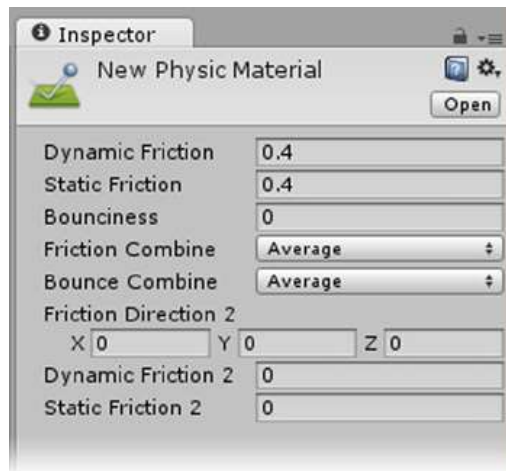 Inspector
New Physic Material
Open
Dynamic Friction 0.4
Static Friction 0.4
Bounciness 0
Friction Combine Average
Bounce Combine Average
Friction Direction 2
X 0 Y 0 Z 0
Dynamic Friction 2 0
Static Friction 2 0